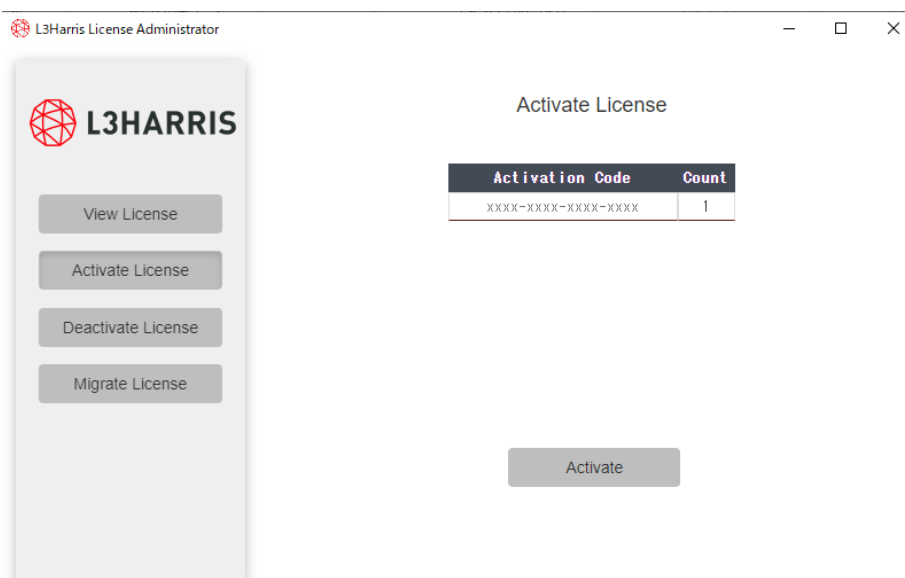 L3Harris License Administrator
L3HARRIS
View License
Activate License
Deactivate License
Migrate License
Activate License
Activation Code Count
xxxx-xxxx-xxxx-xxxx 1
Activate